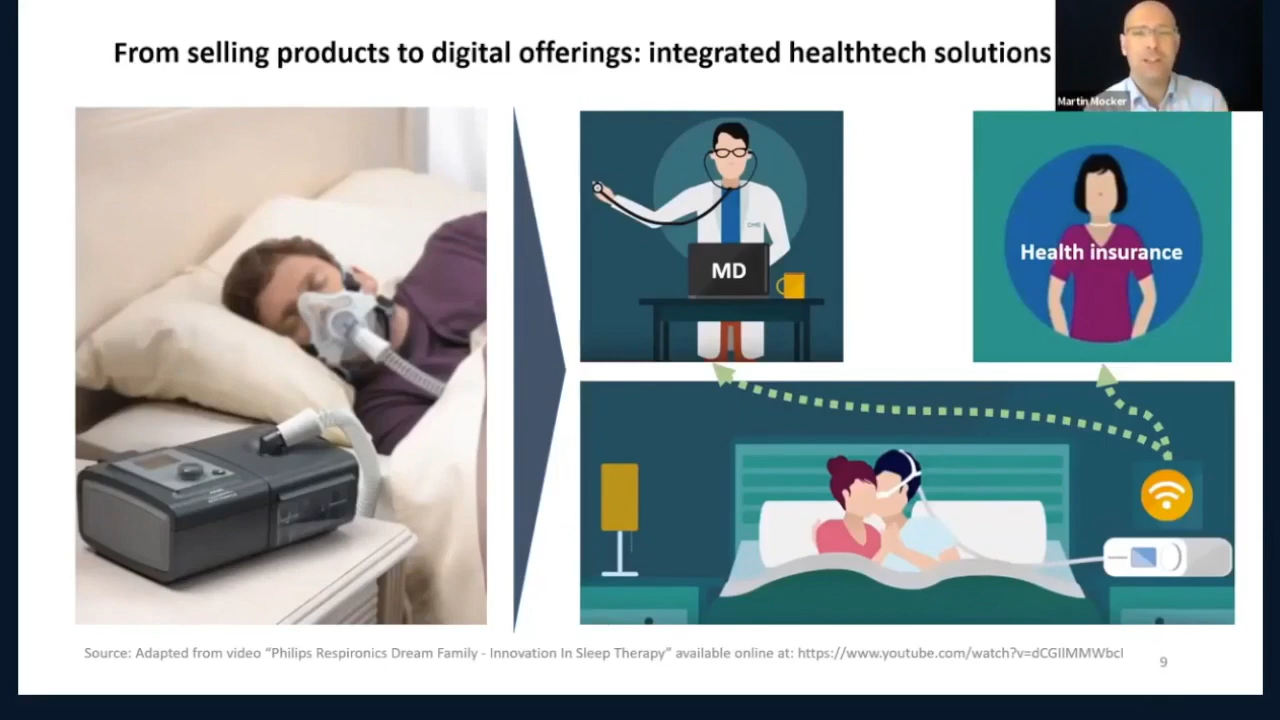 From selling products to digital offerings: integrated healthtech solutions
Martin Mocker
MD
Health insurance
Source: Adapted from video “Philips Respironics Dream Family - Innovation In Sleep Therapy” available online at: https://www.youtube.com/watch?v=dCGIlMMWbcI
9